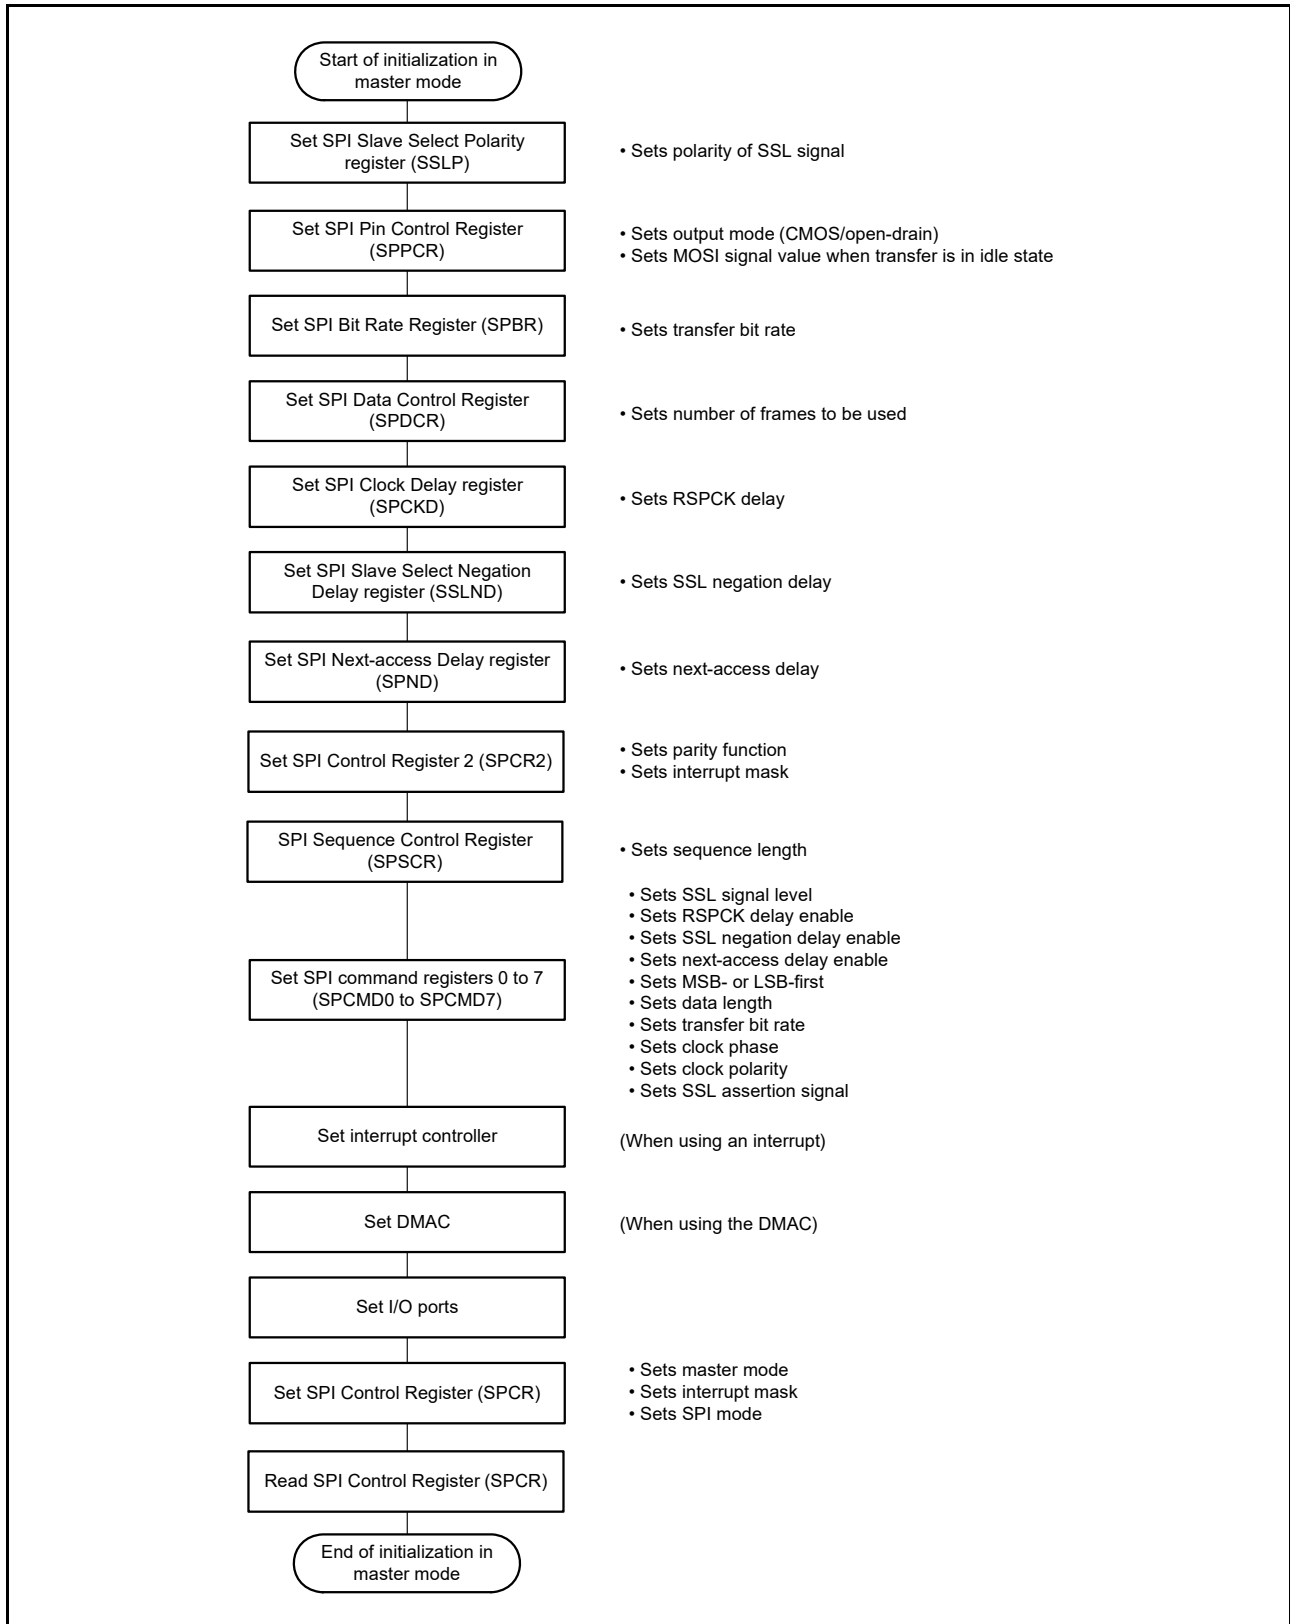 Start of initialization in
master mode
Set SPI Slave Select Polarity
register (SSLP)
• Sets polarity of SSL signal
Set SPI Pin Control Register
(SPPCR)
• Sets output mode (CMOS/open-drain)
• Sets MOSI signal value when transfer is in idle state
Set SPI Bit Rate Register (SPBR)
• Sets transfer bit rate
Set SPI Data Control Register
(SPDCR)
• Sets number of frames to be used
Set SPI Clock Delay register
(SPCKD)
• Sets RSPCK delay
Set SPI Slave Select Negation
Delay register (SSLND)
• Sets SSL negation delay
Set SPI Next-access Delay register
(SPND)
• Sets next-access delay
Set SPI Control Register 2 (SPCR2)
• Sets parity function
• Sets interrupt mask
SPI Sequence Control Register
(SPSCR)
• Sets sequence length
Set SPI command registers 0 to 7
(SPCMD0 to SPCMD7)
• Sets SSL signal level
• Sets RSPCK delay enable
• Sets SSL negation delay enable
• Sets next-access delay enable
• Sets MSB- or LSB-first
• Sets data length
• Sets transfer bit rate
• Sets clock phase
• Sets clock polarity
• Sets SSL assertion signal
Set interrupt controller
(When using an interrupt)
Set DMAC
(When using the DMAC)
Set I/O ports
Set SPI Control Register (SPCR)
• Sets master mode
• Sets interrupt mask
• Sets SPI mode
Read SPI Control Register (SPCR)
End of initialization in
master mode